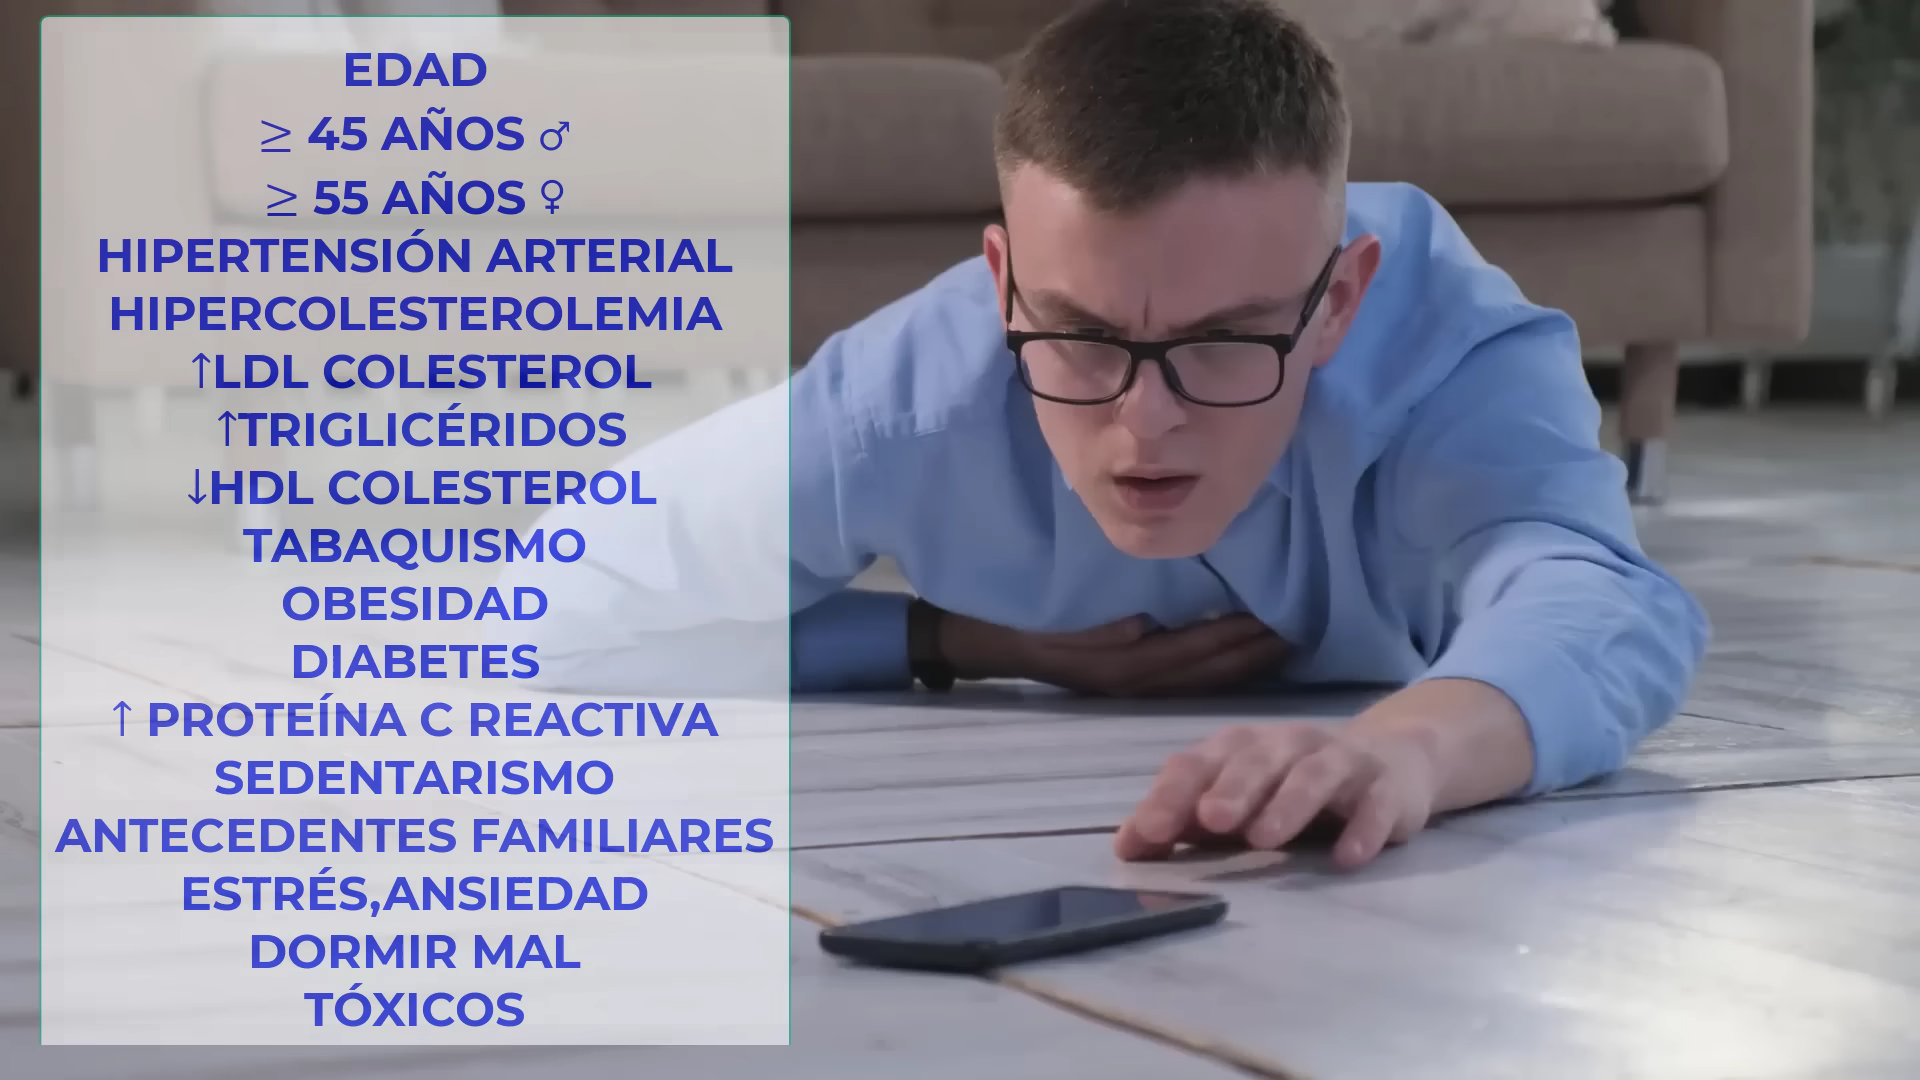 EDAD
≥ 45 AÑOS ♂
≥ 55 AÑOS ♀
HIPERTENSIÓN ARTERIAL
HIPERCOLESTEROLEMIA
↑LDL COLESTEROL
↑TRIGLICÉRIDOS
↓HDL COLESTEROL
TABAQUISMO
OBESIDAD
DIABETES
↑ PROTEÍNA C REACTIVA
SEDENTARISMO
ANTECEDENTES FAMILIARES
ESTRÉS,ANSIEDAD
DORMIR MAL
TÓXICOS